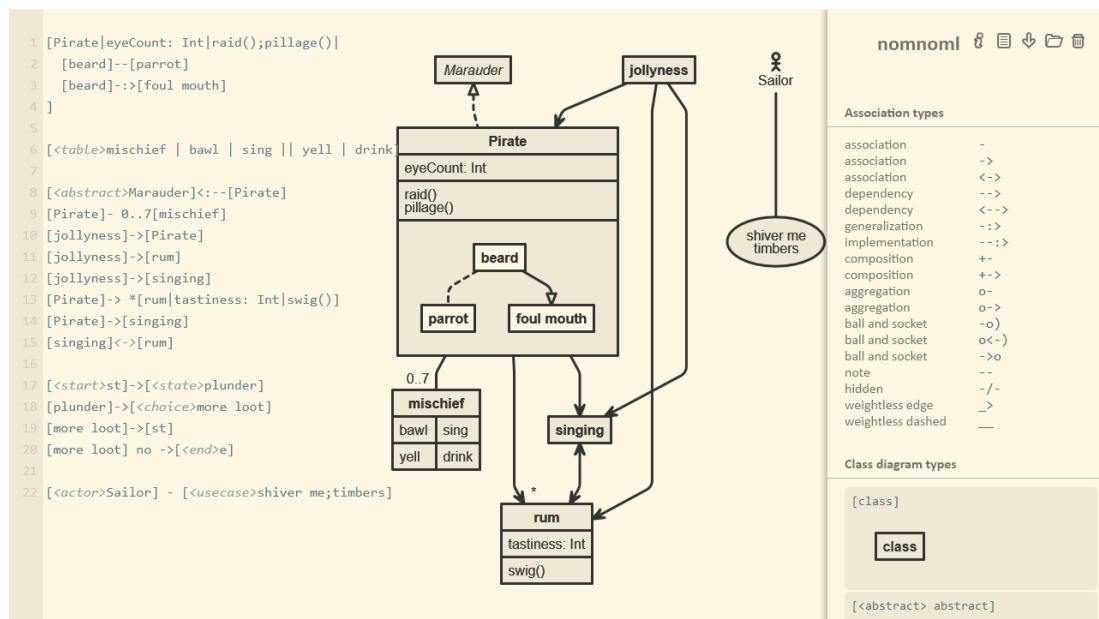 1 [Pirate|eyeCount: Int|raid();pillage()|
2 [beard]--[parrot]
3 [beard]-:>[foul mouth]
4 ]
5
6 [<table>mischief | bawl | sing || yell | drink]
7
8 [<abstract>Marauder]<:--[Pirate]
9 [Pirate]- 0..7[mischief]
10 [jollyness]->[Pirate]
11 [jollyness]->[rum]
12 [jollyness]->[singing]
13 [Pirate]-> *[rum|tastiness: Int|swig()]
14 [Pirate]->[singing]
15 [singing]<->[rum]
16
17 [<start>st]->[<state>plunder]
18 [plunder]->[<choice>more loot]
19 [more loot]->[st]
20 [more loot] no ->[<end>e]
21
22 [<actor>Sailor] - [<usecase>shiver me;timbers]
Marauder
jollyness
Sailor
Pirate
eyeCount: Int
raid()
pillage()
beard
parrot
foul mouth
shiver me
timbers
0..7
mischief
bawl sing
yell drink
singing
*
rum
tastiness: Int
swig()
nomnoml
Association types
association -
association ->
association <->
dependency -->
dependency <-->
generalization -:>
implementation --:>
composition +-
composition +->
aggregation o-
aggregation o->
ball and socket -o)
ball and socket o<-)
ball and socket ->o
note --
hidden -/-
weightless edge _>
weightless dashed __
Class diagram types
[class]
class
[<abstract> abstract]